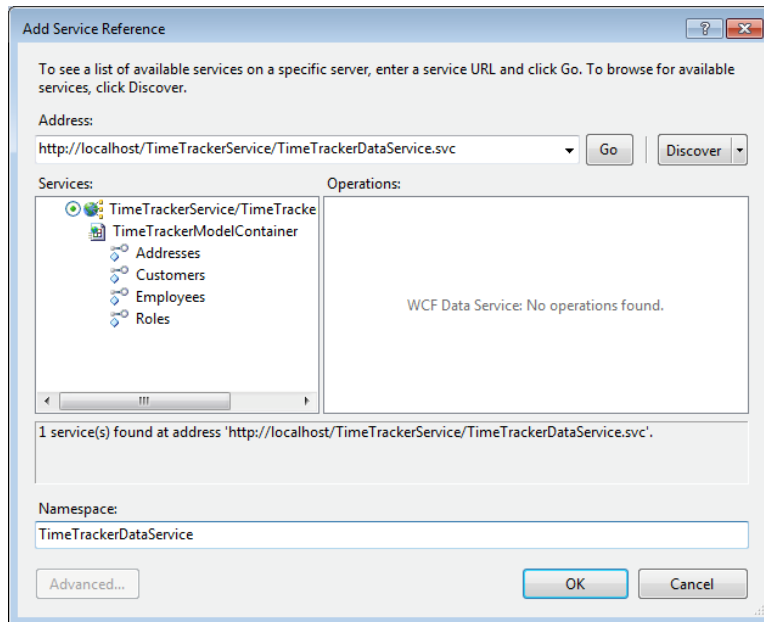 Add Service Reference
To see a list of available services on a specific server, enter a service URL and click Go. To browse for available
services, click Discover.
Address:
http://localhost/TimeTrackerService/TimeTrackerDataService.svc
Go
Discover
Services:
Operations:
TimeTrackerService/TimeTracke
TimeTrackerModelContainer
Addresses
Customers
Employees
Roles
WCF Data Service: No operations found.
1 service(s) found at address 'http://localhost/TimeTrackerService/TimeTrackerDataService.svc'.
Namespace:
TimeTrackerDataService
Advanced...
OK
Cancel